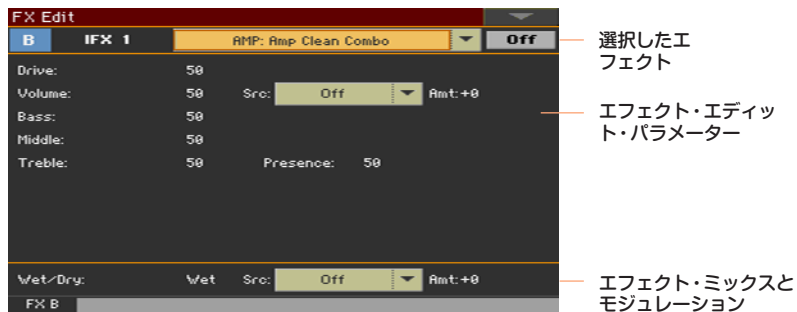 FX Edit
B IFX 1 AMP: Amp Clean Combo Off
選択したエ
フェクト
Drive: 50
Volume: 50 Src: Off Amt:+0
Bass: 50
エフェクト・エディッ
ト・パラメーター
Middle: 50
Treble: 50 Presence: 50
Wet/Dry: Wet Src: Off Amt:+0
エフェクト・ミックスと
モジュレーション
FX B